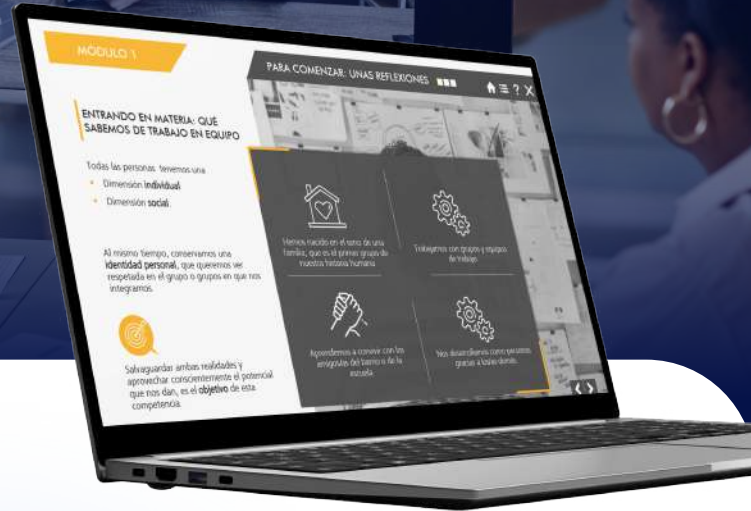 MÓDULO 1
PARA COMENZAR: UNAS REFLEXIONES
ENTRANDO EN MATERIA: QUÉ
SABEMOS DE TRABAJO EN EQUIPO
Todas las personas tenemos una
• Dimensión individual
• Dimensión social
Al mismo tiempo, conservamos una
identidad personal, que queremos ver
respetada en el grupo o grupos en que nos
integramos.
Salvaguardar ambas realidades y
aprovechar conscientemente el potencial
que nos dan, es el objetivo de esta
competencia.
Hemos nacido en el seno de una
familia, que es el primer grupo de
nuestra historia humana
Trabajamos con grupos y equipos
de trabajo
Aprendemos a convivir con los
amigos/as del barrio o de la
escuela
Nos desarrollamos como personas
gracias a los/as demás.